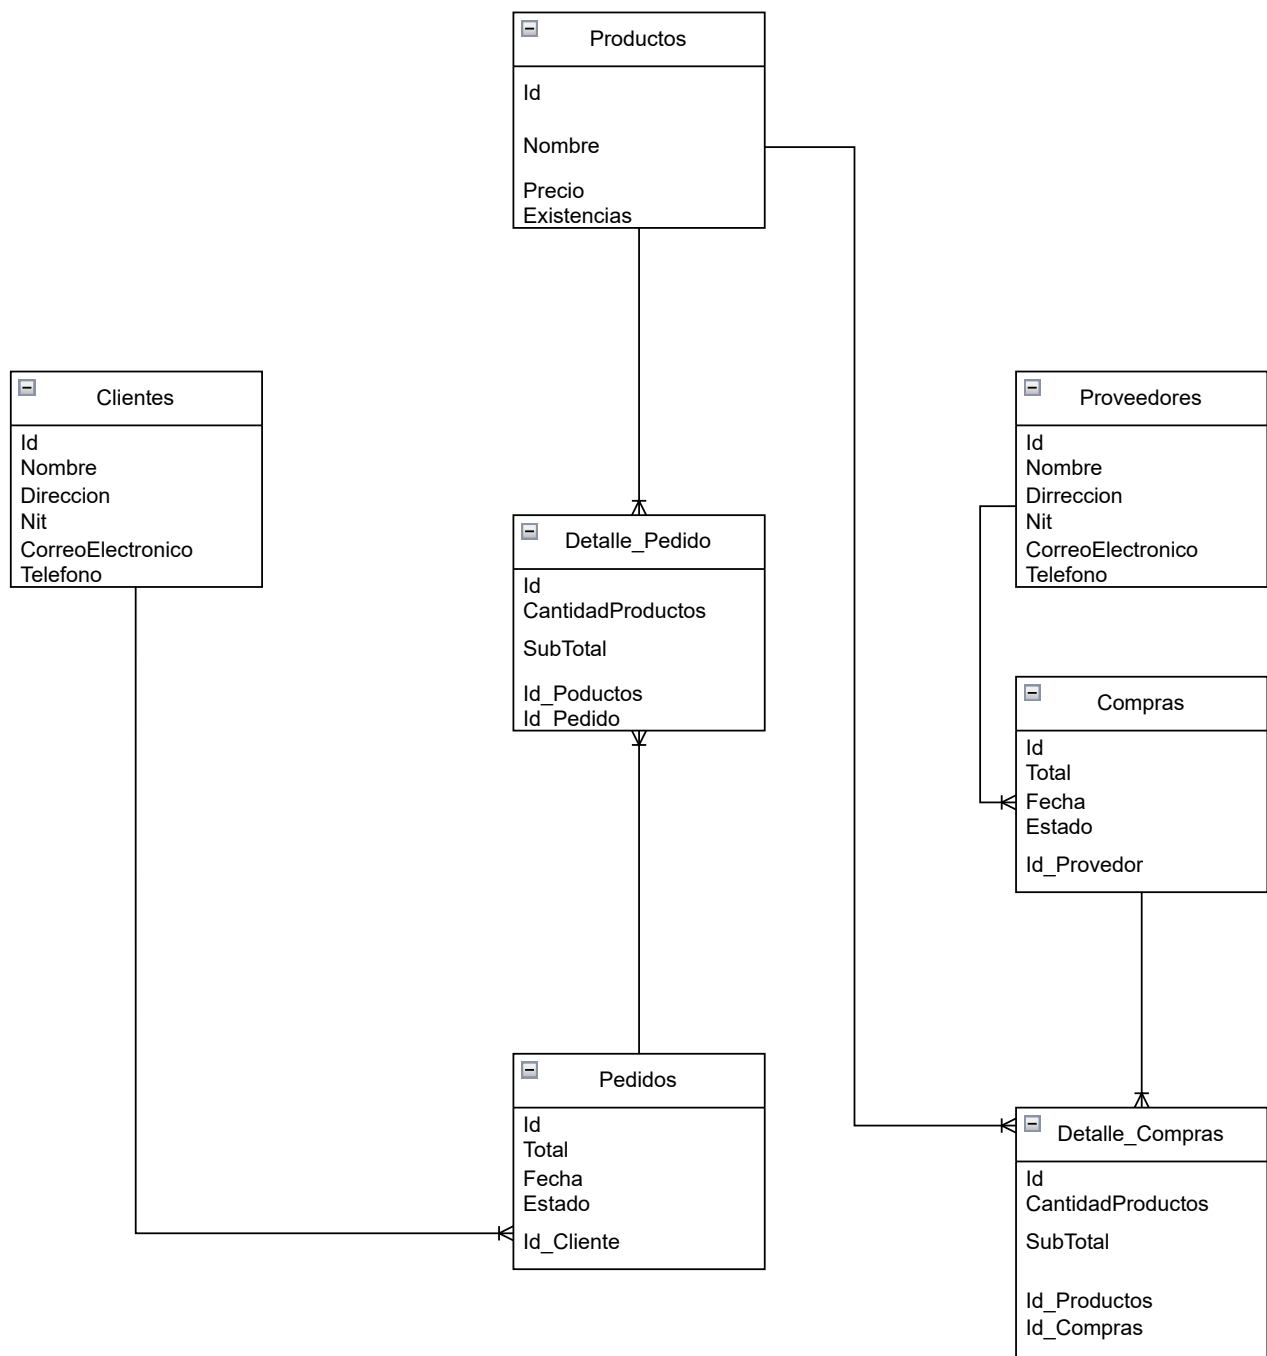 Productos
Id
Nombre
Precio
Existencias
Clientes
Id
Nombre
Direccion
Nit
CorreoElectronico
Telefono
Proveedores
Id
Nombre
Dirreccion
Nit
CorreoElectronico
Telefono
Detalle_Pedido
Id
CantidadProductos
SubTotal
Id_Poductos
Id_Pedido
Compras
Id
Total
Fecha
Estado
Id_Provedor
Pedidos
Id
Total
Fecha
Estado
Id_Cliente
Detalle_Compras
Id
CantidadProductos
SubTotal
Id_Productos
Id_Compras